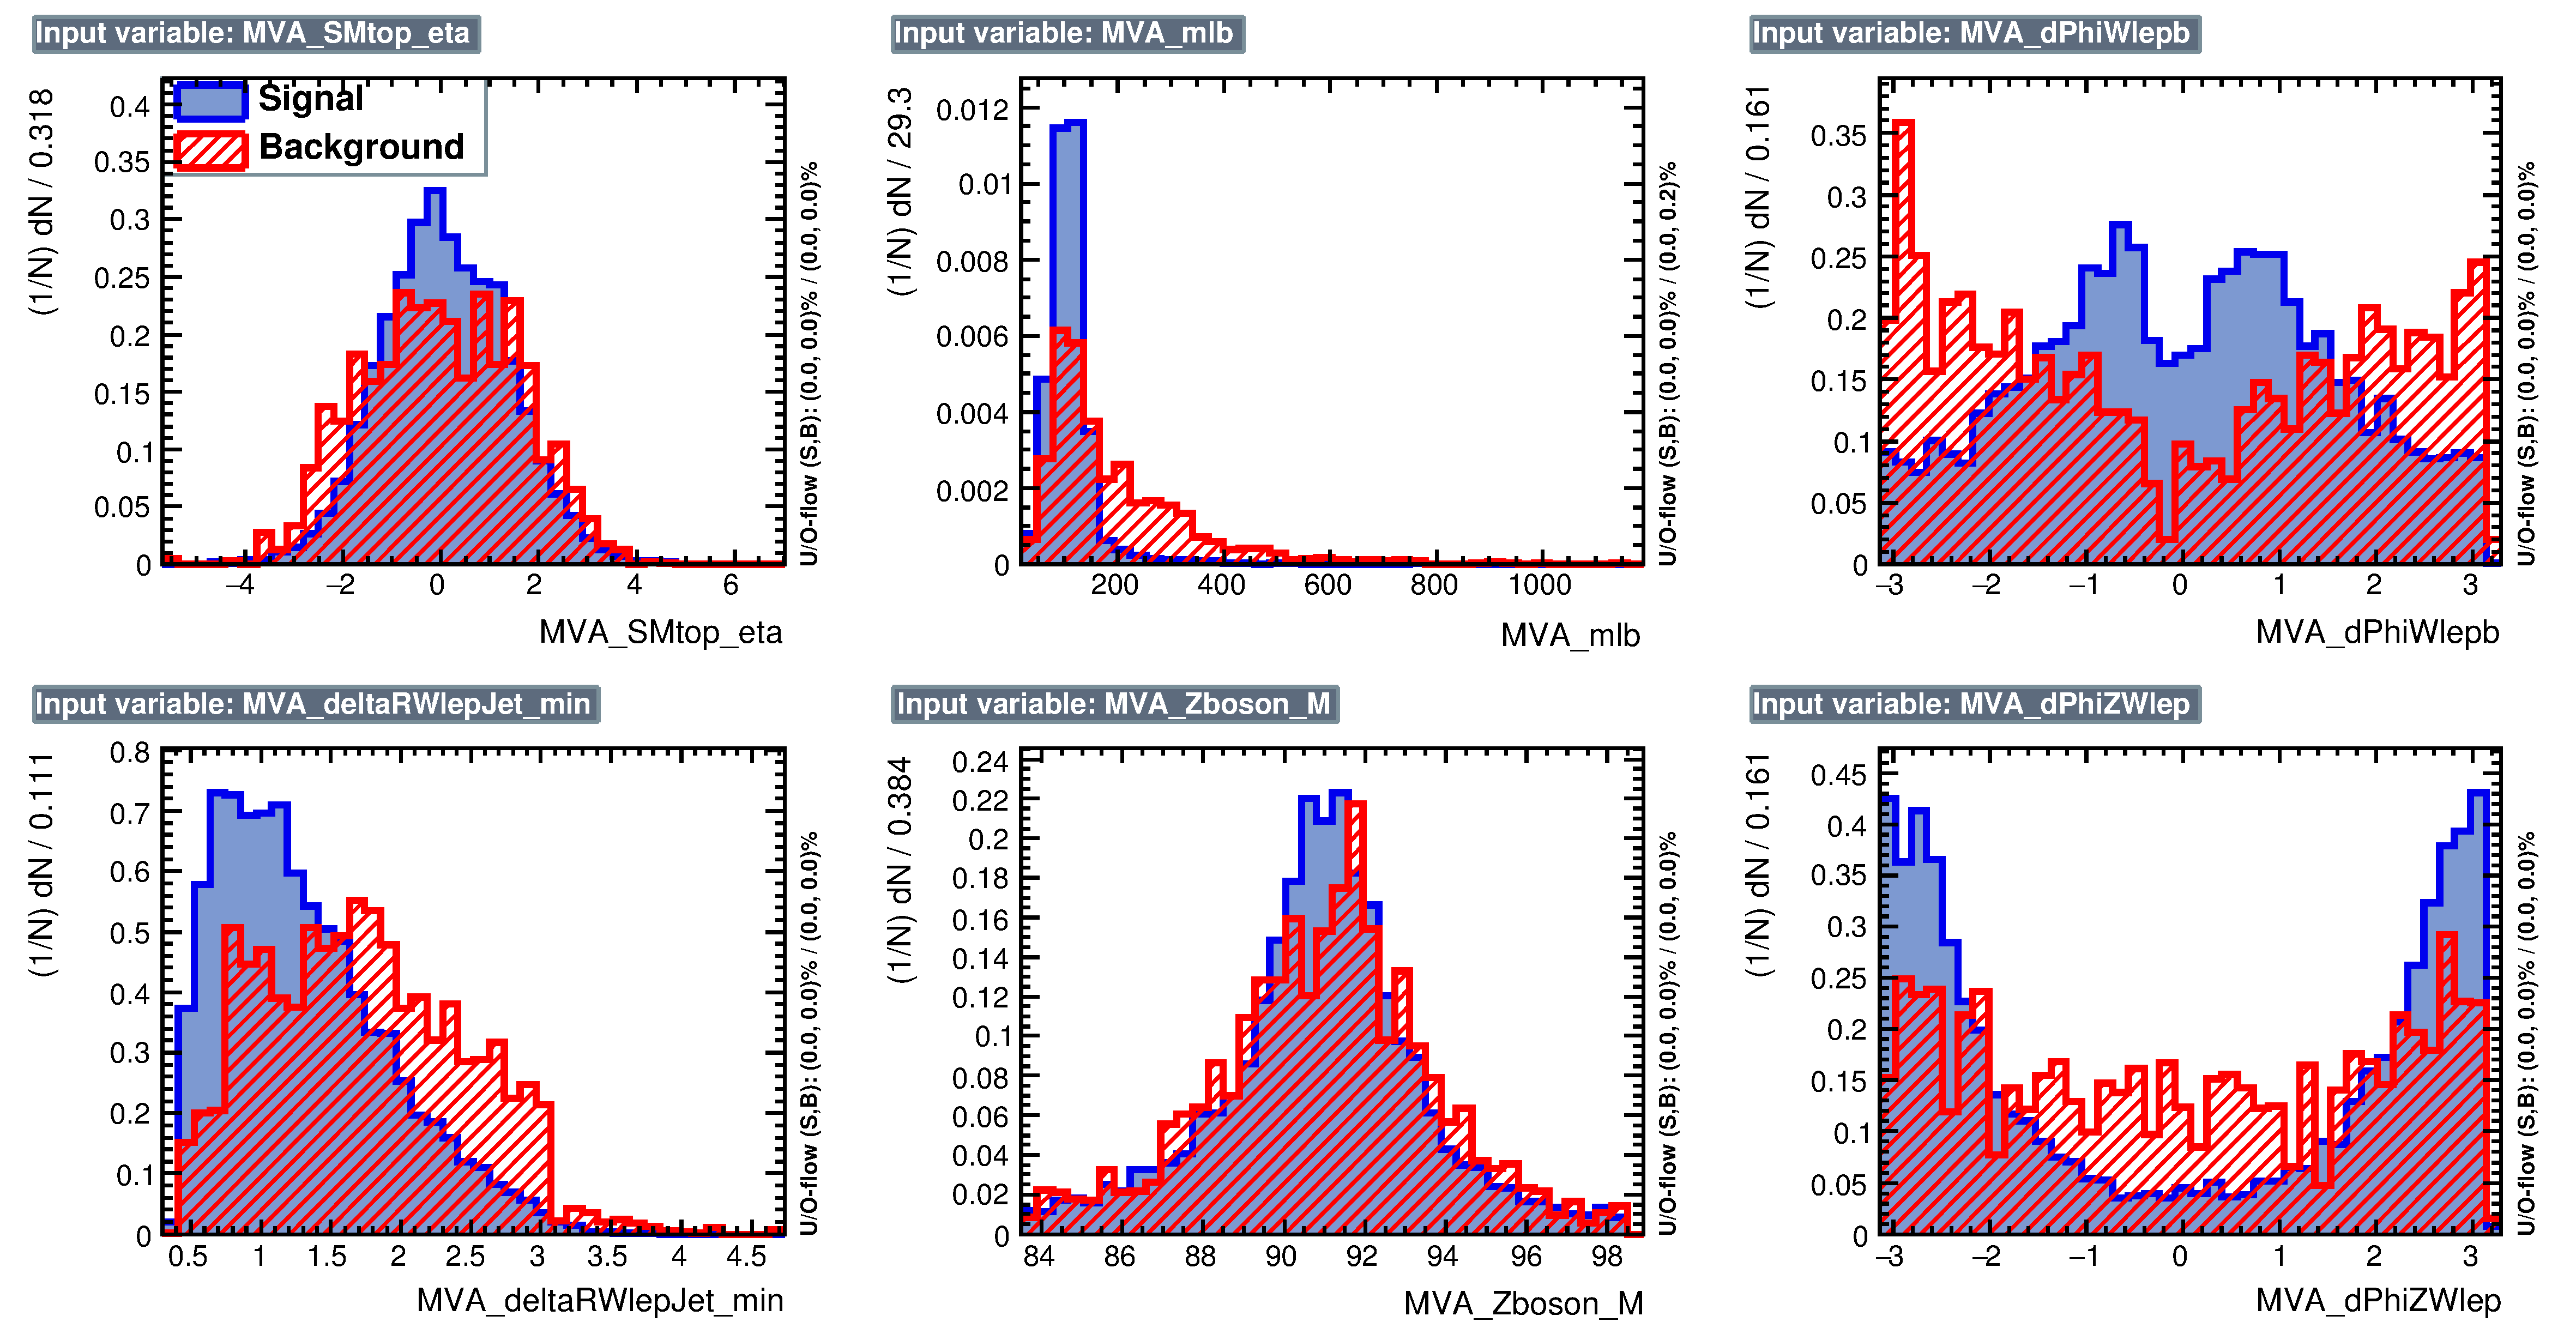 Input variable: MVA_SMtop_eta
(1/N) dN / 0.318
Signal
Background
0.4
0.35
0.3
0.25
0.2
0.15
0.1
0.05
0
−4 −2 0 2 4 6
MVA_SMtop_eta
U/O-flow (S,B): (0.0, 0.0)% / (0.0, 0.0)%
Input variable: MVA_mlb
(1/N) dN / 29.3
0.012
0.01
0.008
0.006
0.004
0.002
0
200 400 600 800 1000
MVA_mlb
U/O-flow (S,B): (0.0, 0.0)% / (0.0, 0.2)%
Input variable: MVA_dPhiWlepb
(1/N) dN / 0.161
0.35
0.3
0.25
0.2
0.15
0.1
0.05
0
−3 −2 −1 0 1 2 3
MVA_dPhiWlepb
U/O-flow (S,B): (0.0, 0.0)% / (0.0, 0.0)%
Input variable: MVA_deltaRWlepJet_min
(1/N) dN / 0.111
0.8
0.7
0.6
0.5
0.4
0.3
0.2
0.1
0
0.5 1 1.5 2 2.5 3 3.5 4 4.5
MVA_deltaRWlepJet_min
U/O-flow (S,B): (0.0, 0.0)% / (0.0, 0.0)%
Input variable: MVA_Zboson_M
(1/N) dN / 0.384
0.24
0.22
0.2
0.18
0.16
0.14
0.12
0.1
0.08
0.06
0.04
0.02
0
84 86 88 90 92 94 96 98
MVA_Zboson_M
U/O-flow (S,B): (0.0, 0.0)% / (0.0, 0.0)%
Input variable: MVA_dPhiZWlep
(1/N) dN / 0.161
0.45
0.4
0.35
0.3
0.25
0.2
0.15
0.1
0.05
0
−3 −2 −1 0 1 2 3
MVA_dPhiZWlep
U/O-flow (S,B): (0.0, 0.0)% / (0.0, 0.0)%